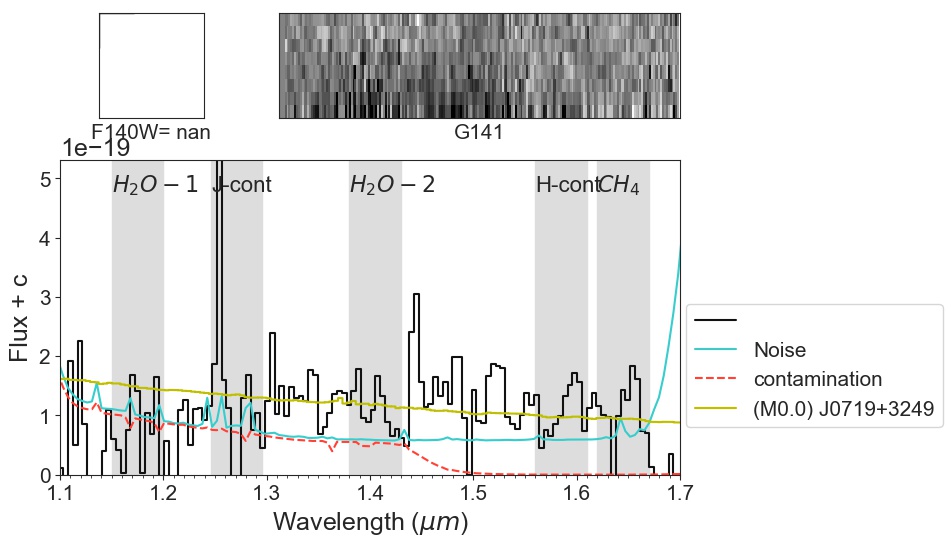 F140W= nan
G141
1e−19
H₂O − 1 J-cont H₂O − 2 H-cont CH₄
5
4
3
2
1
0
Flux + c
1.1 1.2 1.3 1.4 1.5 1.6 1.7
Wavelength (μm)
Noise
contamination
(M0.0) J0719+3249